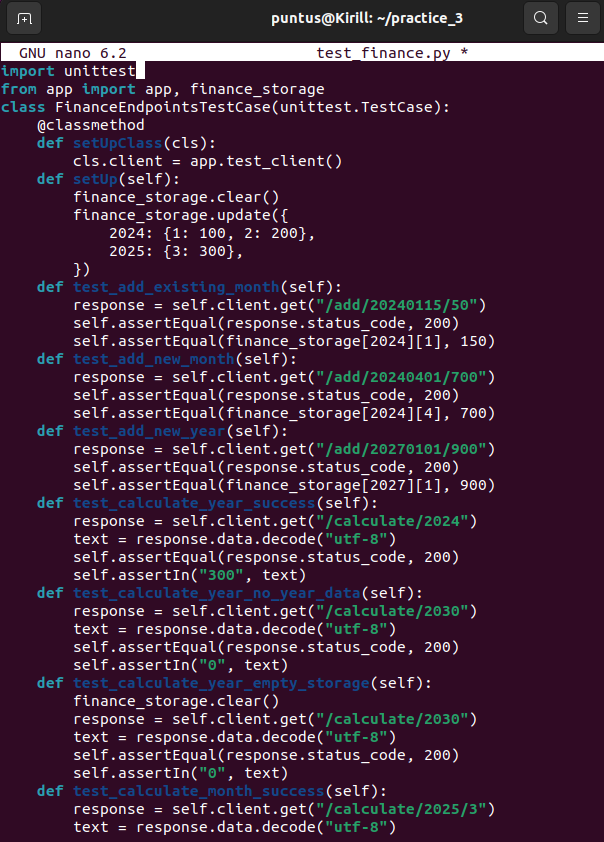 puntus@Kirill: ~/practice_3
GNU nano 6.2 test_finance.py *
import unittest
from app import app, finance_storage
class FinanceEndpointsTestCase(unittest.TestCase):
    @classmethod
    def setUpClass(cls):
        cls.client = app.test_client()
    def setUp(self):
        finance_storage.clear()
        finance_storage.update({
            2024: {1: 100, 2: 200},
            2025: {3: 300},
        })
    def test_add_existing_month(self):
        response = self.client.get("/add/20240115/50")
        self.assertEqual(response.status_code, 200)
        self.assertEqual(finance_storage[2024][1], 150)
    def test_add_new_month(self):
        response = self.client.get("/add/20240401/700")
        self.assertEqual(response.status_code, 200)
        self.assertEqual(finance_storage[2024][4], 700)
    def test_add_new_year(self):
        response = self.client.get("/add/20270101/900")
        self.assertEqual(response.status_code, 200)
        self.assertEqual(finance_storage[2027][1], 900)
    def test_calculate_year_success(self):
        response = self.client.get("/calculate/2024")
        text = response.data.decode("utf-8")
        self.assertEqual(response.status_code, 200)
        self.assertIn("300", text)
    def test_calculate_year_no_year_data(self):
        response = self.client.get("/calculate/2030")
        text = response.data.decode("utf-8")
        self.assertEqual(response.status_code, 200)
        self.assertIn("0", text)
    def test_calculate_year_empty_storage(self):
        finance_storage.clear()
        response = self.client.get("/calculate/2030")
        text = response.data.decode("utf-8")
        self.assertEqual(response.status_code, 200)
        self.assertIn("0", text)
    def test_calculate_month_success(self):
        response = self.client.get("/calculate/2025/3")
        text = response.data.decode("utf-8")